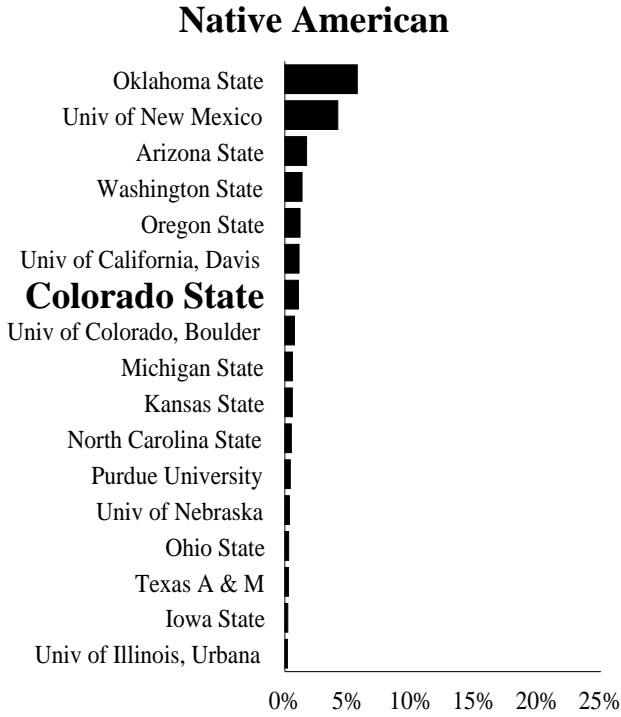 Native American
Oklahoma State
Univ of New Mexico
Arizona State
Washington State
Oregon State
Univ of California, Davis
Colorado State
Univ of Colorado, Boulder
Michigan State
Kansas State
North Carolina State
Purdue University
Univ of Nebraska
Ohio State
Texas A & M
Iowa State
Univ of Illinois, Urbana
0% 5% 10% 15% 20% 25%